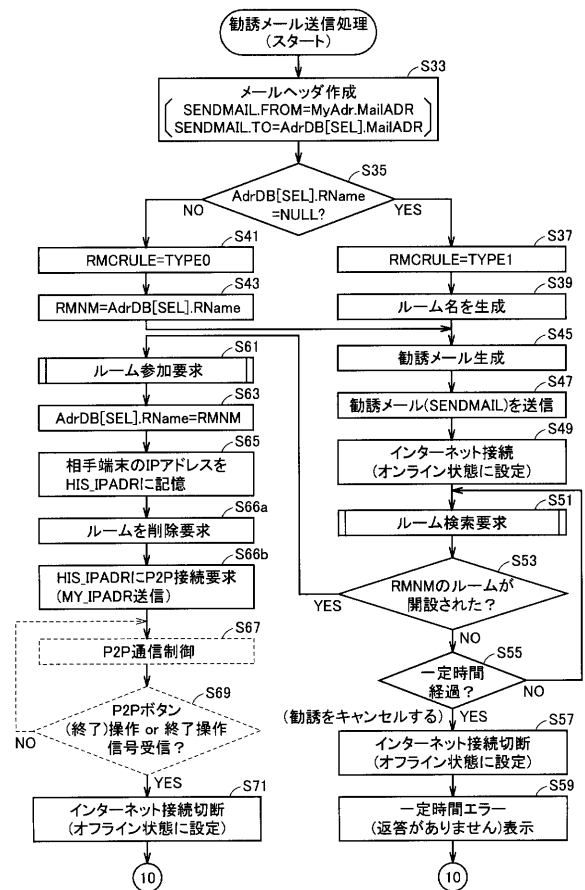 勧誘メール送信処理
(スタート)
S33
メールヘッダ作成
SENDMAIL.FROM=MyAdr.MailADR
SENDMAIL.TO=AdrDB[SEL].MailADR
S35
AdrDB[SEL].RName
=NULL?
NO
YES
S41
RMCRULE=TYPE0
S37
RMCRULE=TYPE1
S43
RMNM=AdrDB[SEL].RName
S39
ルーム名を生成
S45
勧誘メール生成
S61
ルーム参加要求
S47
勧誘メール(SENDMAIL)を送信
S63
AdrDB[SEL].RName=RMNM
S49
インターネット接続
(オンライン状態に設定)
S65
相手端末のIPアドレスを
HIS_IPADRに記憶
S51
ルーム検索要求
S66a
ルームを削除要求
S53
RMNMのルームが
開設された?
YES
NO
S66b
HIS_IPADRにP2P接続要求
(MY_IPADR送信)
S55
一定時間
経過?
NO
(勧誘をキャンセルする)
YES
S67
P2P通信制御
S69
P2Pボタン
(終了)操作 or 終了操作
信号受信?
NO
YES
S57
インターネット接続切断
(オフライン状態に設定)
S71
インターネット接続切断
(オフライン状態に設定)
S59
一定時間エラー
(返答がありません)表示
10
10